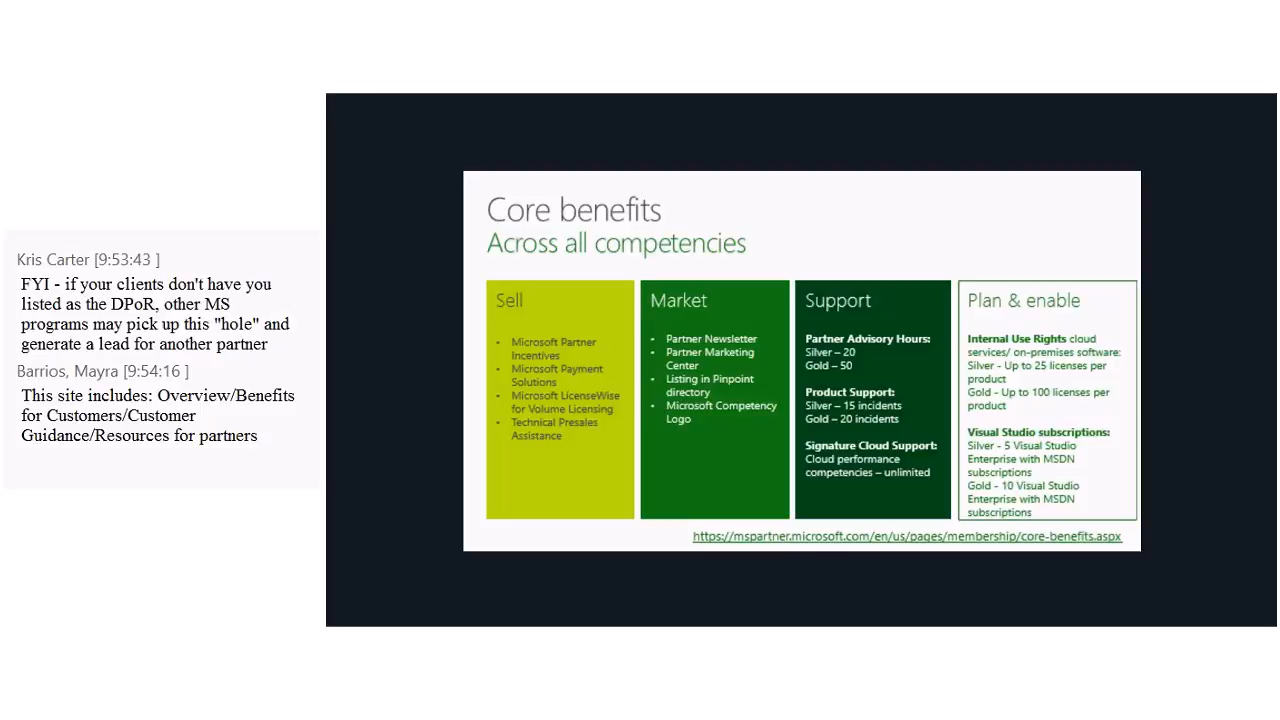 Kris Carter [9:53:43 ]
FYI - if your clients don't have you
listed as the DPoR, other MS
programs may pick up this "hole" and
generate a lead for another partner
Barrios, Mayra [9:54:16 ]
This site includes: Overview/Benefits
for Customers/Customer
Guidance/Resources for partners
Core benefits
Across all competencies
Sell
• Microsoft Partner
Incentives
• Microsoft Payment
Solutions
• Microsoft LicenseWise
for Volume Licensing
• Technical Presales
Assistance
Market
• Partner Newsletter
• Partner Marketing
Center
• Listing in Pinpoint
directory
• Microsoft Competency
Logo
Support
Partner Advisory Hours:
Silver – 20
Gold – 50
Product Support:
Silver – 15 incidents
Gold – 20 incidents
Signature Cloud Support:
Cloud performance
competencies – unlimited
Plan & enable
Internal Use Rights cloud
services/ on-premises software:
Silver - Up to 25 licenses per
product
Gold - Up to 100 licenses per
product
Visual Studio subscriptions:
Silver - 5 Visual Studio
Enterprise with MSDN
subscriptions
Gold - 10 Visual Studio
Enterprise with MSDN
subscriptions
https://mspartner.microsoft.com/en/us/pages/membership/core-benefits.aspx